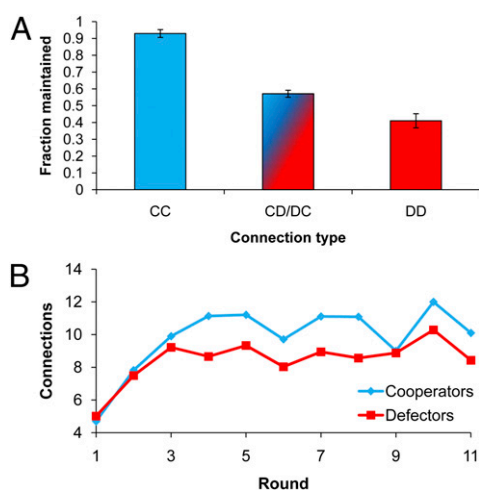 A
Fraction maintained
1
0.9
0.8
0.7
0.6
0.5
0.4
0.3
0.2
0.1
0
CC CD/DC DD
Connection type
B
Connections
14
12
10
8
6
4
Cooperators
Defectors
1 3 5 7 9 11
Round